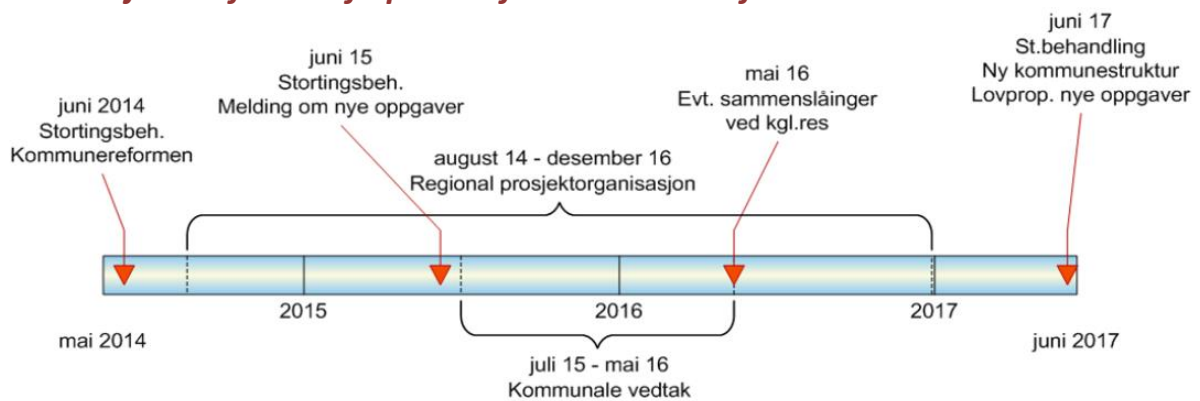 juni 17
St.behandling
Ny kommunestruktur
Lovprop. nye oppgaver
juni 15
Stortingsbeh.
Melding om nye oppgaver
mai 16
Evt. sammenslåinger
ved kgl.res
juni 2014
Stortingsbeh.
Kommunereformen
august 14 - desember 16
Regional prosjektorganisasjon
2015
2016
2017
mai 2014
juni 2017
juli 15 - mai 16
Kommunale vedtak